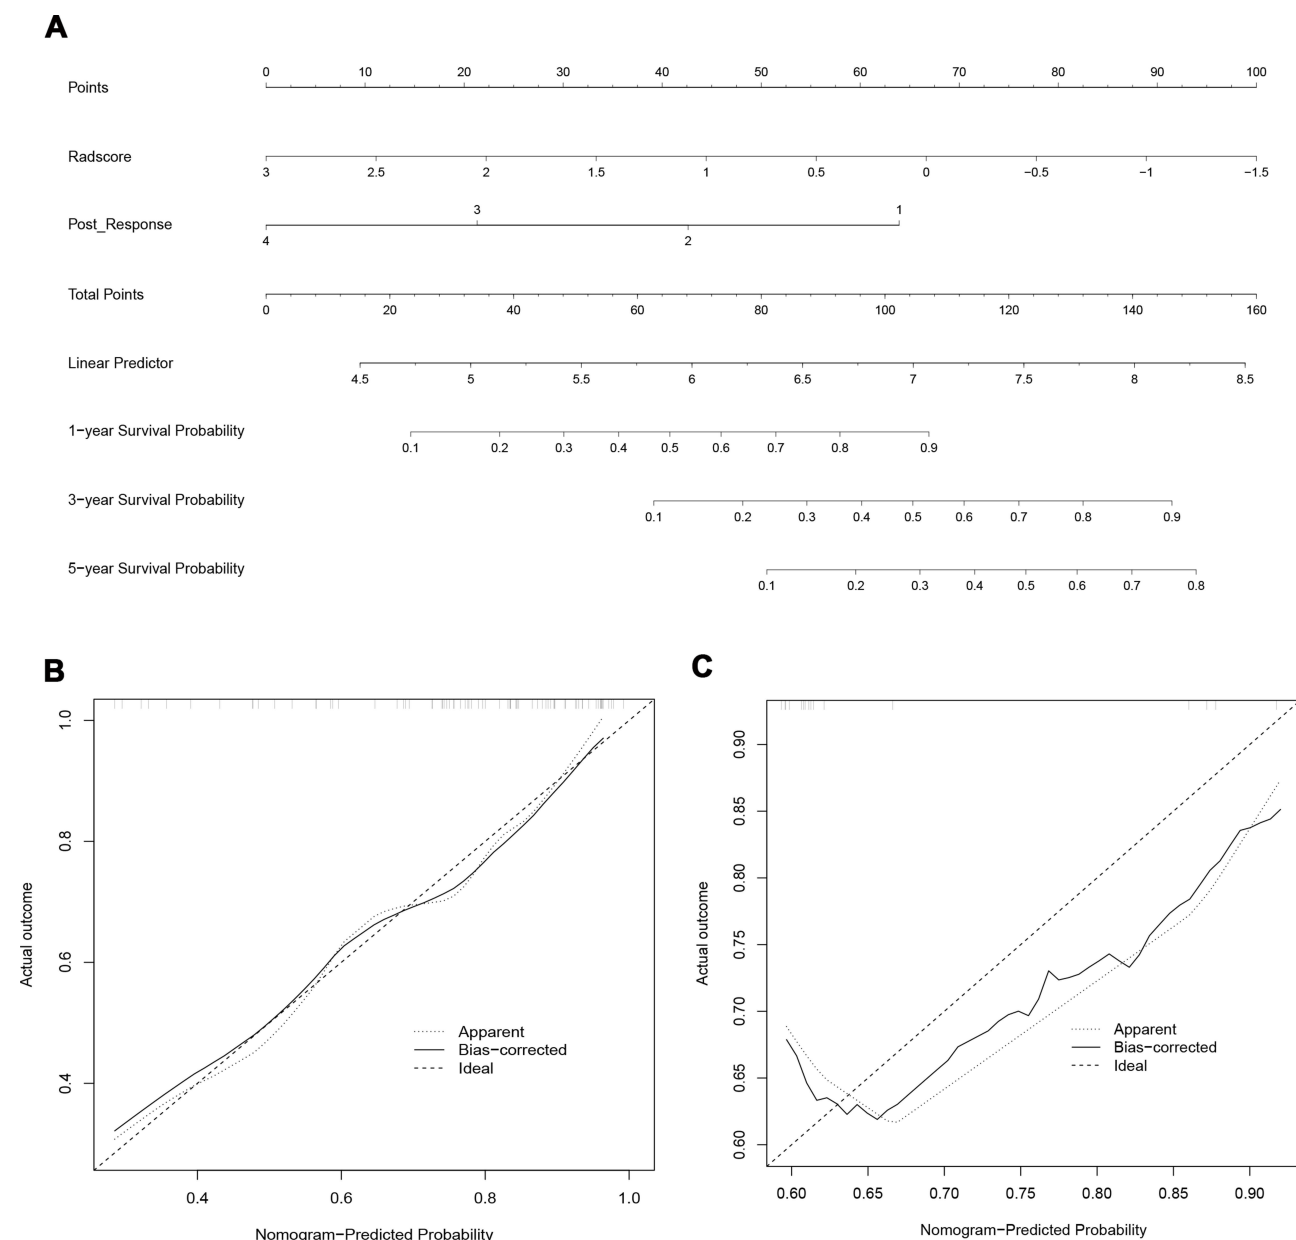 A
Points
0 10 20 30 40 50 60 70 80 90 100
Radscore
3 2.5 2 1.5 1 0.5 0 −0.5 −1 −1.5
Post_Response
3 1
4 2
Total Points
0 20 40 60 80 100 120 140 160
Linear Predictor
4.5 5 5.5 6 6.5 7 7.5 8 8.5
1−year Survival Probability
0.1 0.2 0.3 0.4 0.5 0.6 0.7 0.8 0.9
3−year Survival Probability
0.1 0.2 0.3 0.4 0.5 0.6 0.7 0.8 0.9
5−year Survival Probability
0.1 0.2 0.3 0.4 0.5 0.6 0.7 0.8
B
Actual outcome
1.0
0.8
0.6
0.4
Apparent
Bias−corrected
Ideal
0.4 0.6 0.8 1.0
Nomogram−Predicted Probability
C
Actual outcome
0.90
0.85
0.80
0.75
0.70
0.65
0.60
Apparent
Bias−corrected
Ideal
0.60 0.65 0.70 0.75 0.80 0.85 0.90
Nomogram−Predicted Probability